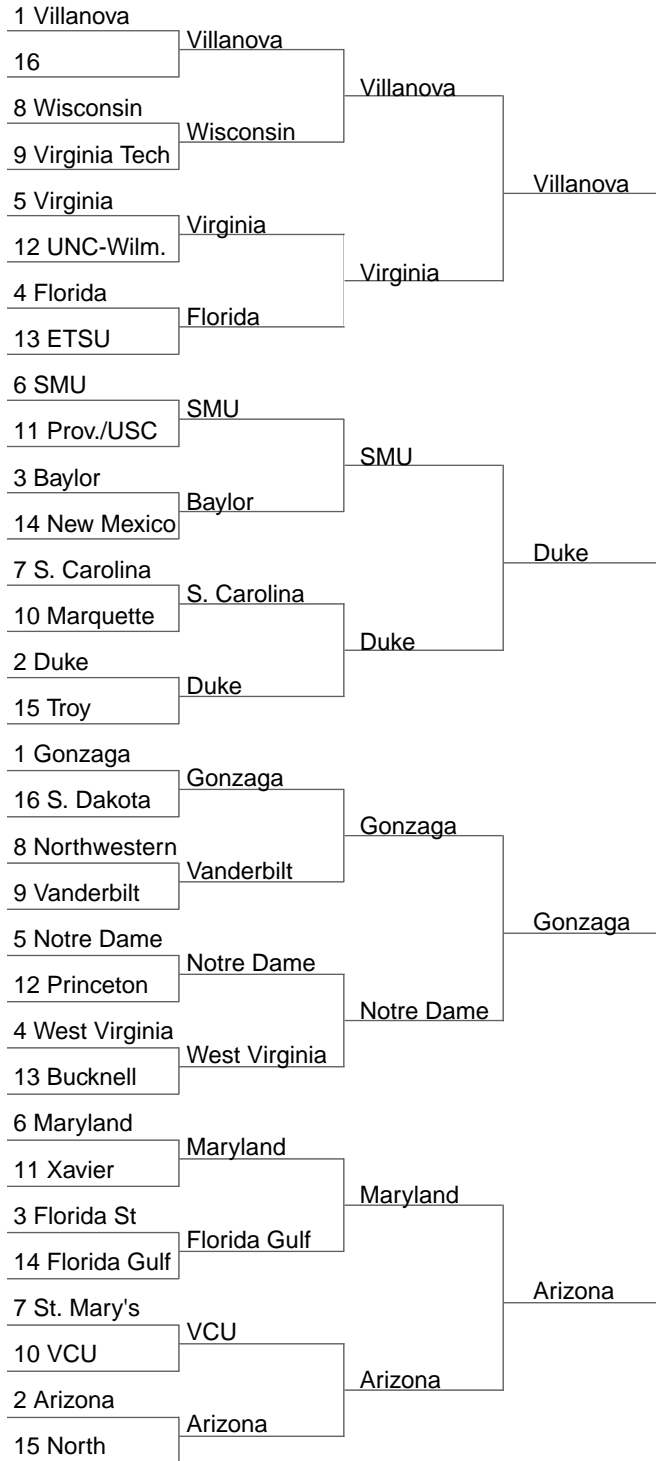 1 Villanova
Villanova
16
Villanova
8 Wisconsin
Wisconsin
9 Virginia Tech
Villanova
5 Virginia
Virginia
12 UNC-Wilm.
Virginia
4 Florida
Florida
13 ETSU
6 SMU
SMU
11 Prov./USC
SMU
3 Baylor
Baylor
14 New Mexico
Duke
7 S. Carolina
S. Carolina
10 Marquette
Duke
2 Duke
Duke
15 Troy
1 Gonzaga
Gonzaga
16 S. Dakota
Gonzaga
8 Northwestern
Vanderbilt
9 Vanderbilt
Gonzaga
5 Notre Dame
Notre Dame
12 Princeton
Notre Dame
4 West Virginia
West Virginia
13 Bucknell
6 Maryland
Maryland
11 Xavier
Maryland
3 Florida St
Florida Gulf
14 Florida Gulf
Arizona
7 St. Mary's
VCU
10 VCU
Arizona
2 Arizona
Arizona
15 North